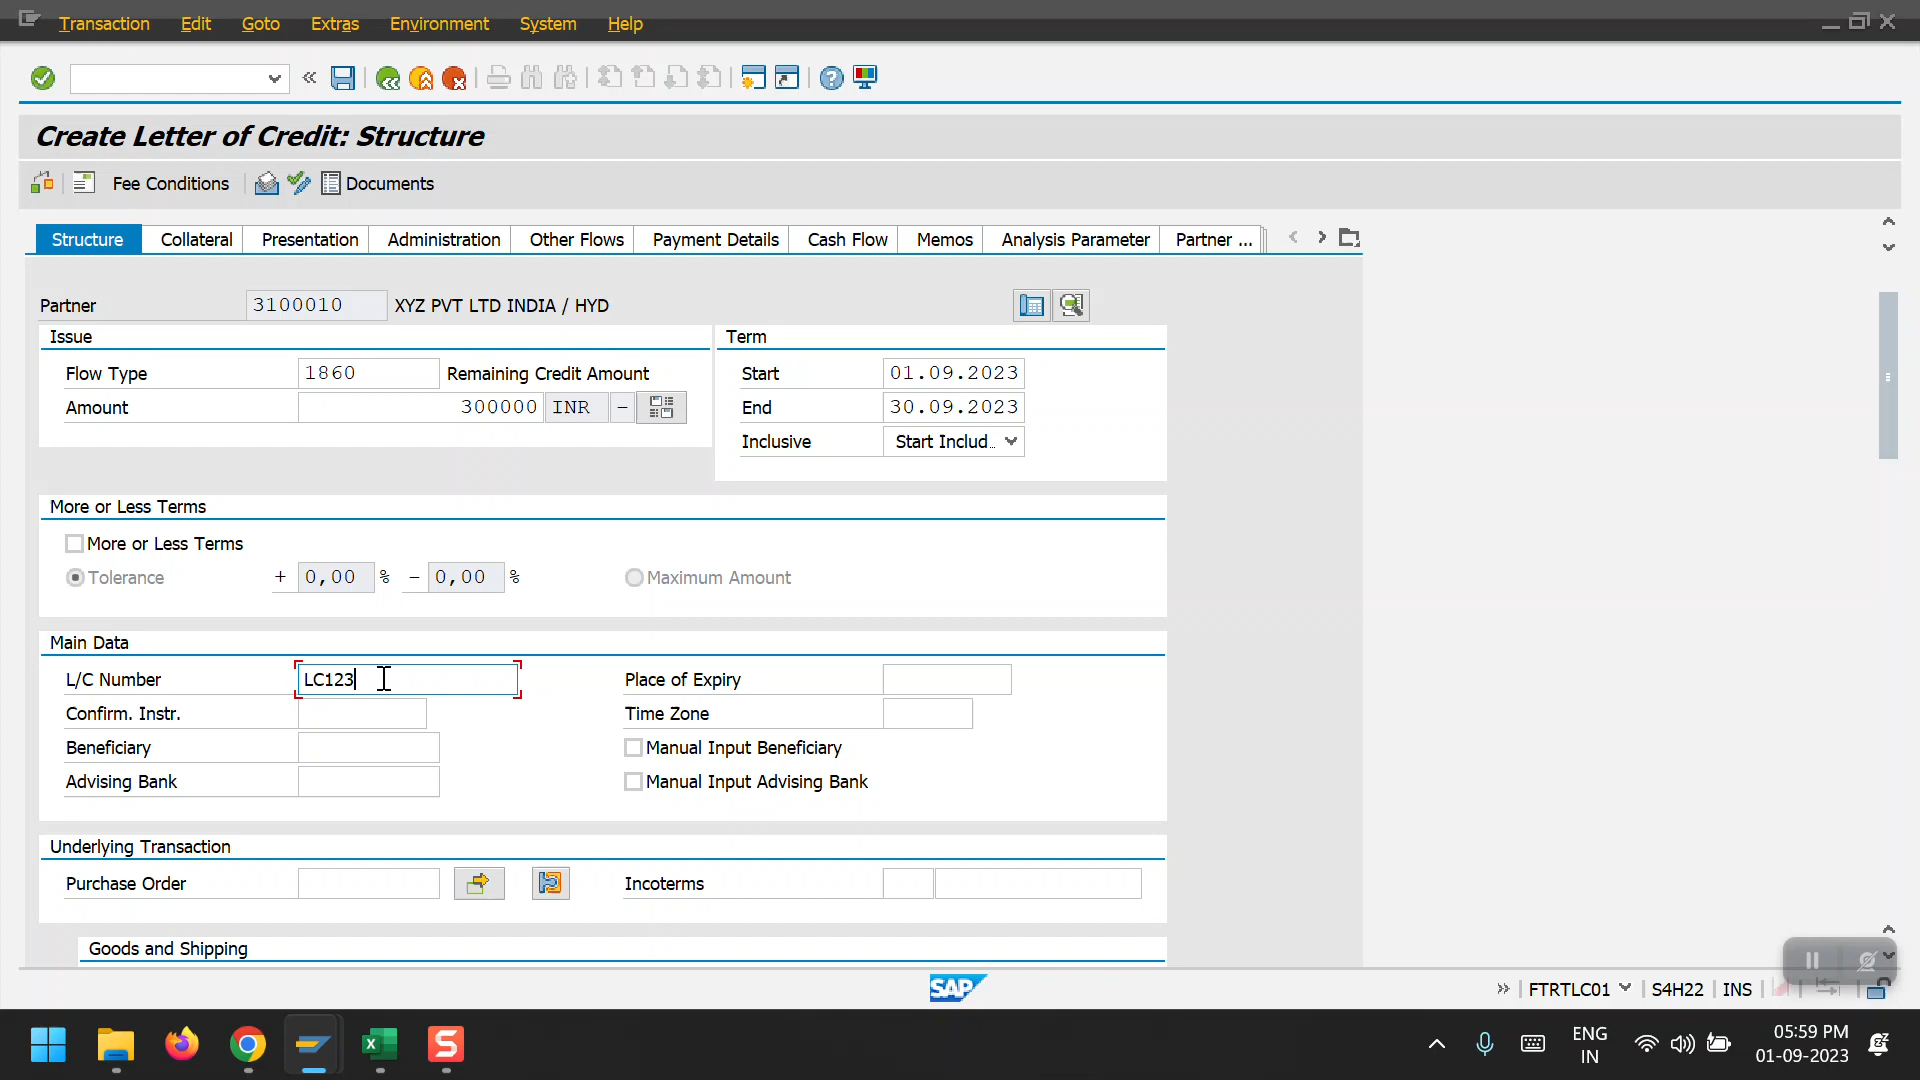 Transaction Edit Goto Extras Environment System Help
Create Letter of Credit: Structure
Fee Conditions Documents
Structure Collateral Presentation Administration Other Flows Payment Details Cash Flow Memos Analysis Parameter Partner ...
Partner 3100010 XYZ PVT LTD INDIA / HYD
Issue Term
Flow Type 1860 Remaining Credit Amount Start 01.09.2023
Amount 300000 INR - End 30.09.2023
Inclusive Start Includ..
More or Less Terms
More or Less Terms
Tolerance + 0,00 % - 0,00 % Maximum Amount
Main Data
L/C Number LC123 Place of Expiry
Confirm. Instr. Time Zone
Beneficiary Manual Input Beneficiary
Advising Bank Manual Input Advising Bank
Underlying Transaction
Purchase Order Incoterms
Goods and Shipping
SAP FTRTLC01 S4H22 INS
ENG 05:59 PM
IN 01-09-2023